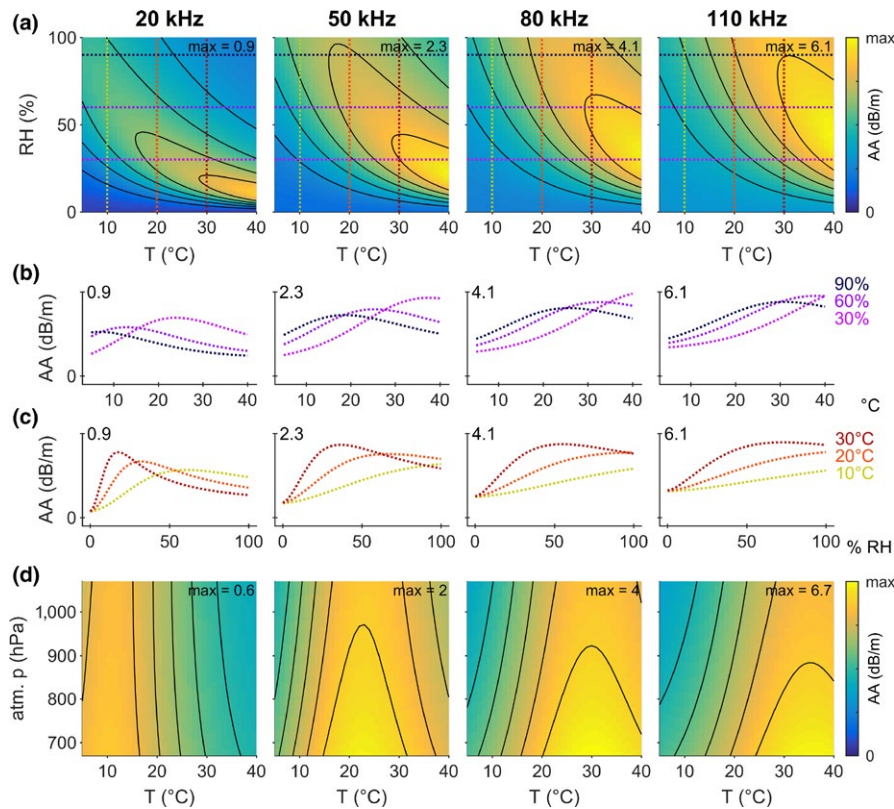 (a) 20 kHz 50 kHz 80 kHz 110 kHz
max = 0.9 max = 2.3 max = 4.1 max = 6.1 max
100
50
0
RH (%)
AA (dB/m)
0
10 20 30 40 10 20 30 40 10 20 30 40 10 20 30 40
T (°C) T (°C) T (°C) T (°C)
(b)
0.9 2.3 4.1 6.1 90%
60%
30%
AA (dB/m)
0
10 20 30 40 10 20 30 40 10 20 30 40 10 20 30 40 °C
(c)
0.9 2.3 4.1 6.1 30°C
20°C
10°C
AA (dB/m)
0
0 50 100 0 50 100 0 50 100 0 50 100 % RH
(d)
max = 0.6 max = 2 max = 4 max = 6.7 max
1,000
900
800
700
atm. p (hPa)
AA (dB/m)
0
10 20 30 40 10 20 30 40 10 20 30 40 10 20 30 40
T (°C) T (°C) T (°C) T (°C)